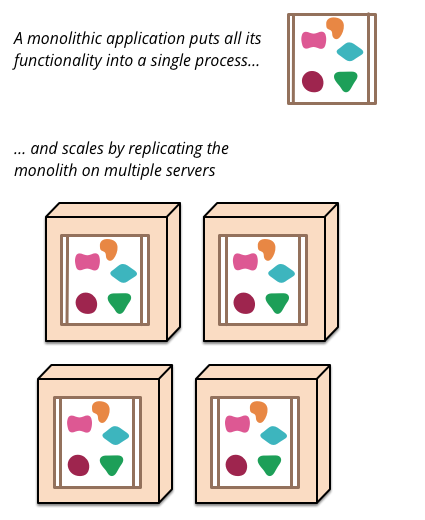 A monolithic application puts all its
functionality into a single process...
... and scales by replicating the
monolith on multiple servers